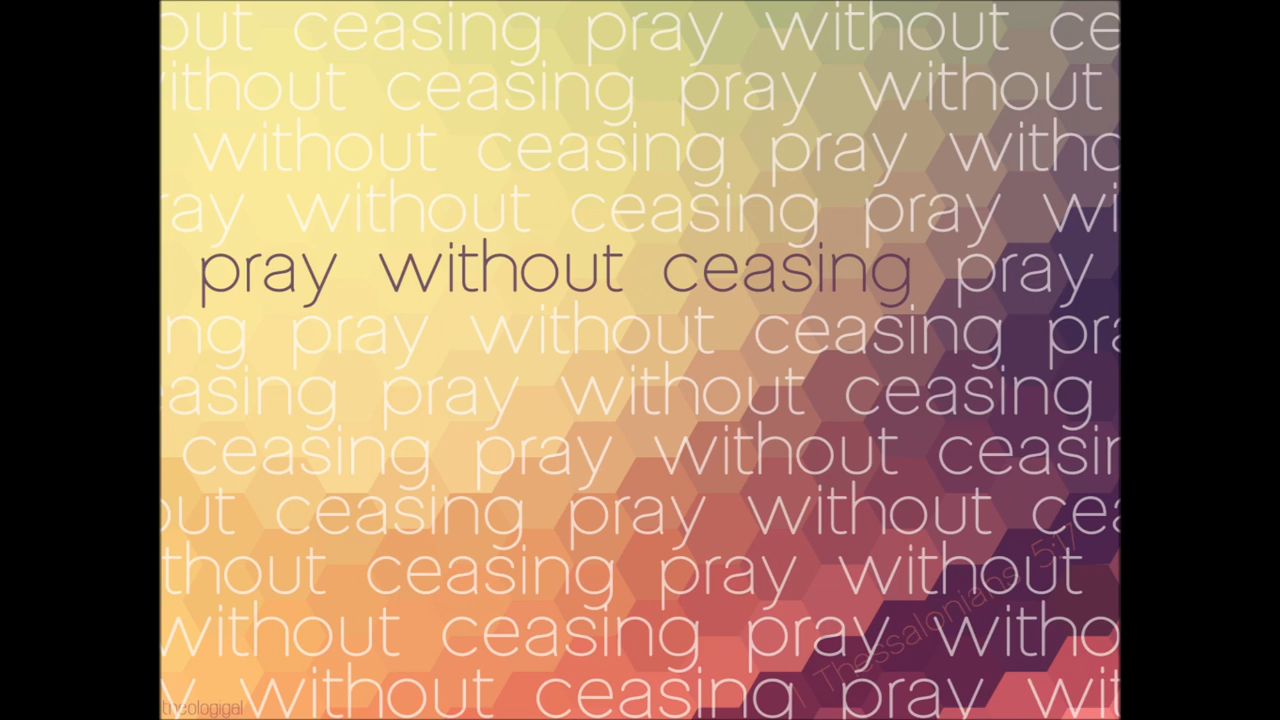 out ceasing pray without ce
ithout ceasing pray without
without ceasing pray witho
ray without ceasing pray wi
pray without ceasing pray
ng pray without ceasing pra
easing pray without ceasing
ceasing pray without ceasin
out ceasing pray without cea
thout ceasing pray without
without ceasing pray witho
y without ceasing pray wit
1 Thessalonians 5:17
theologigal